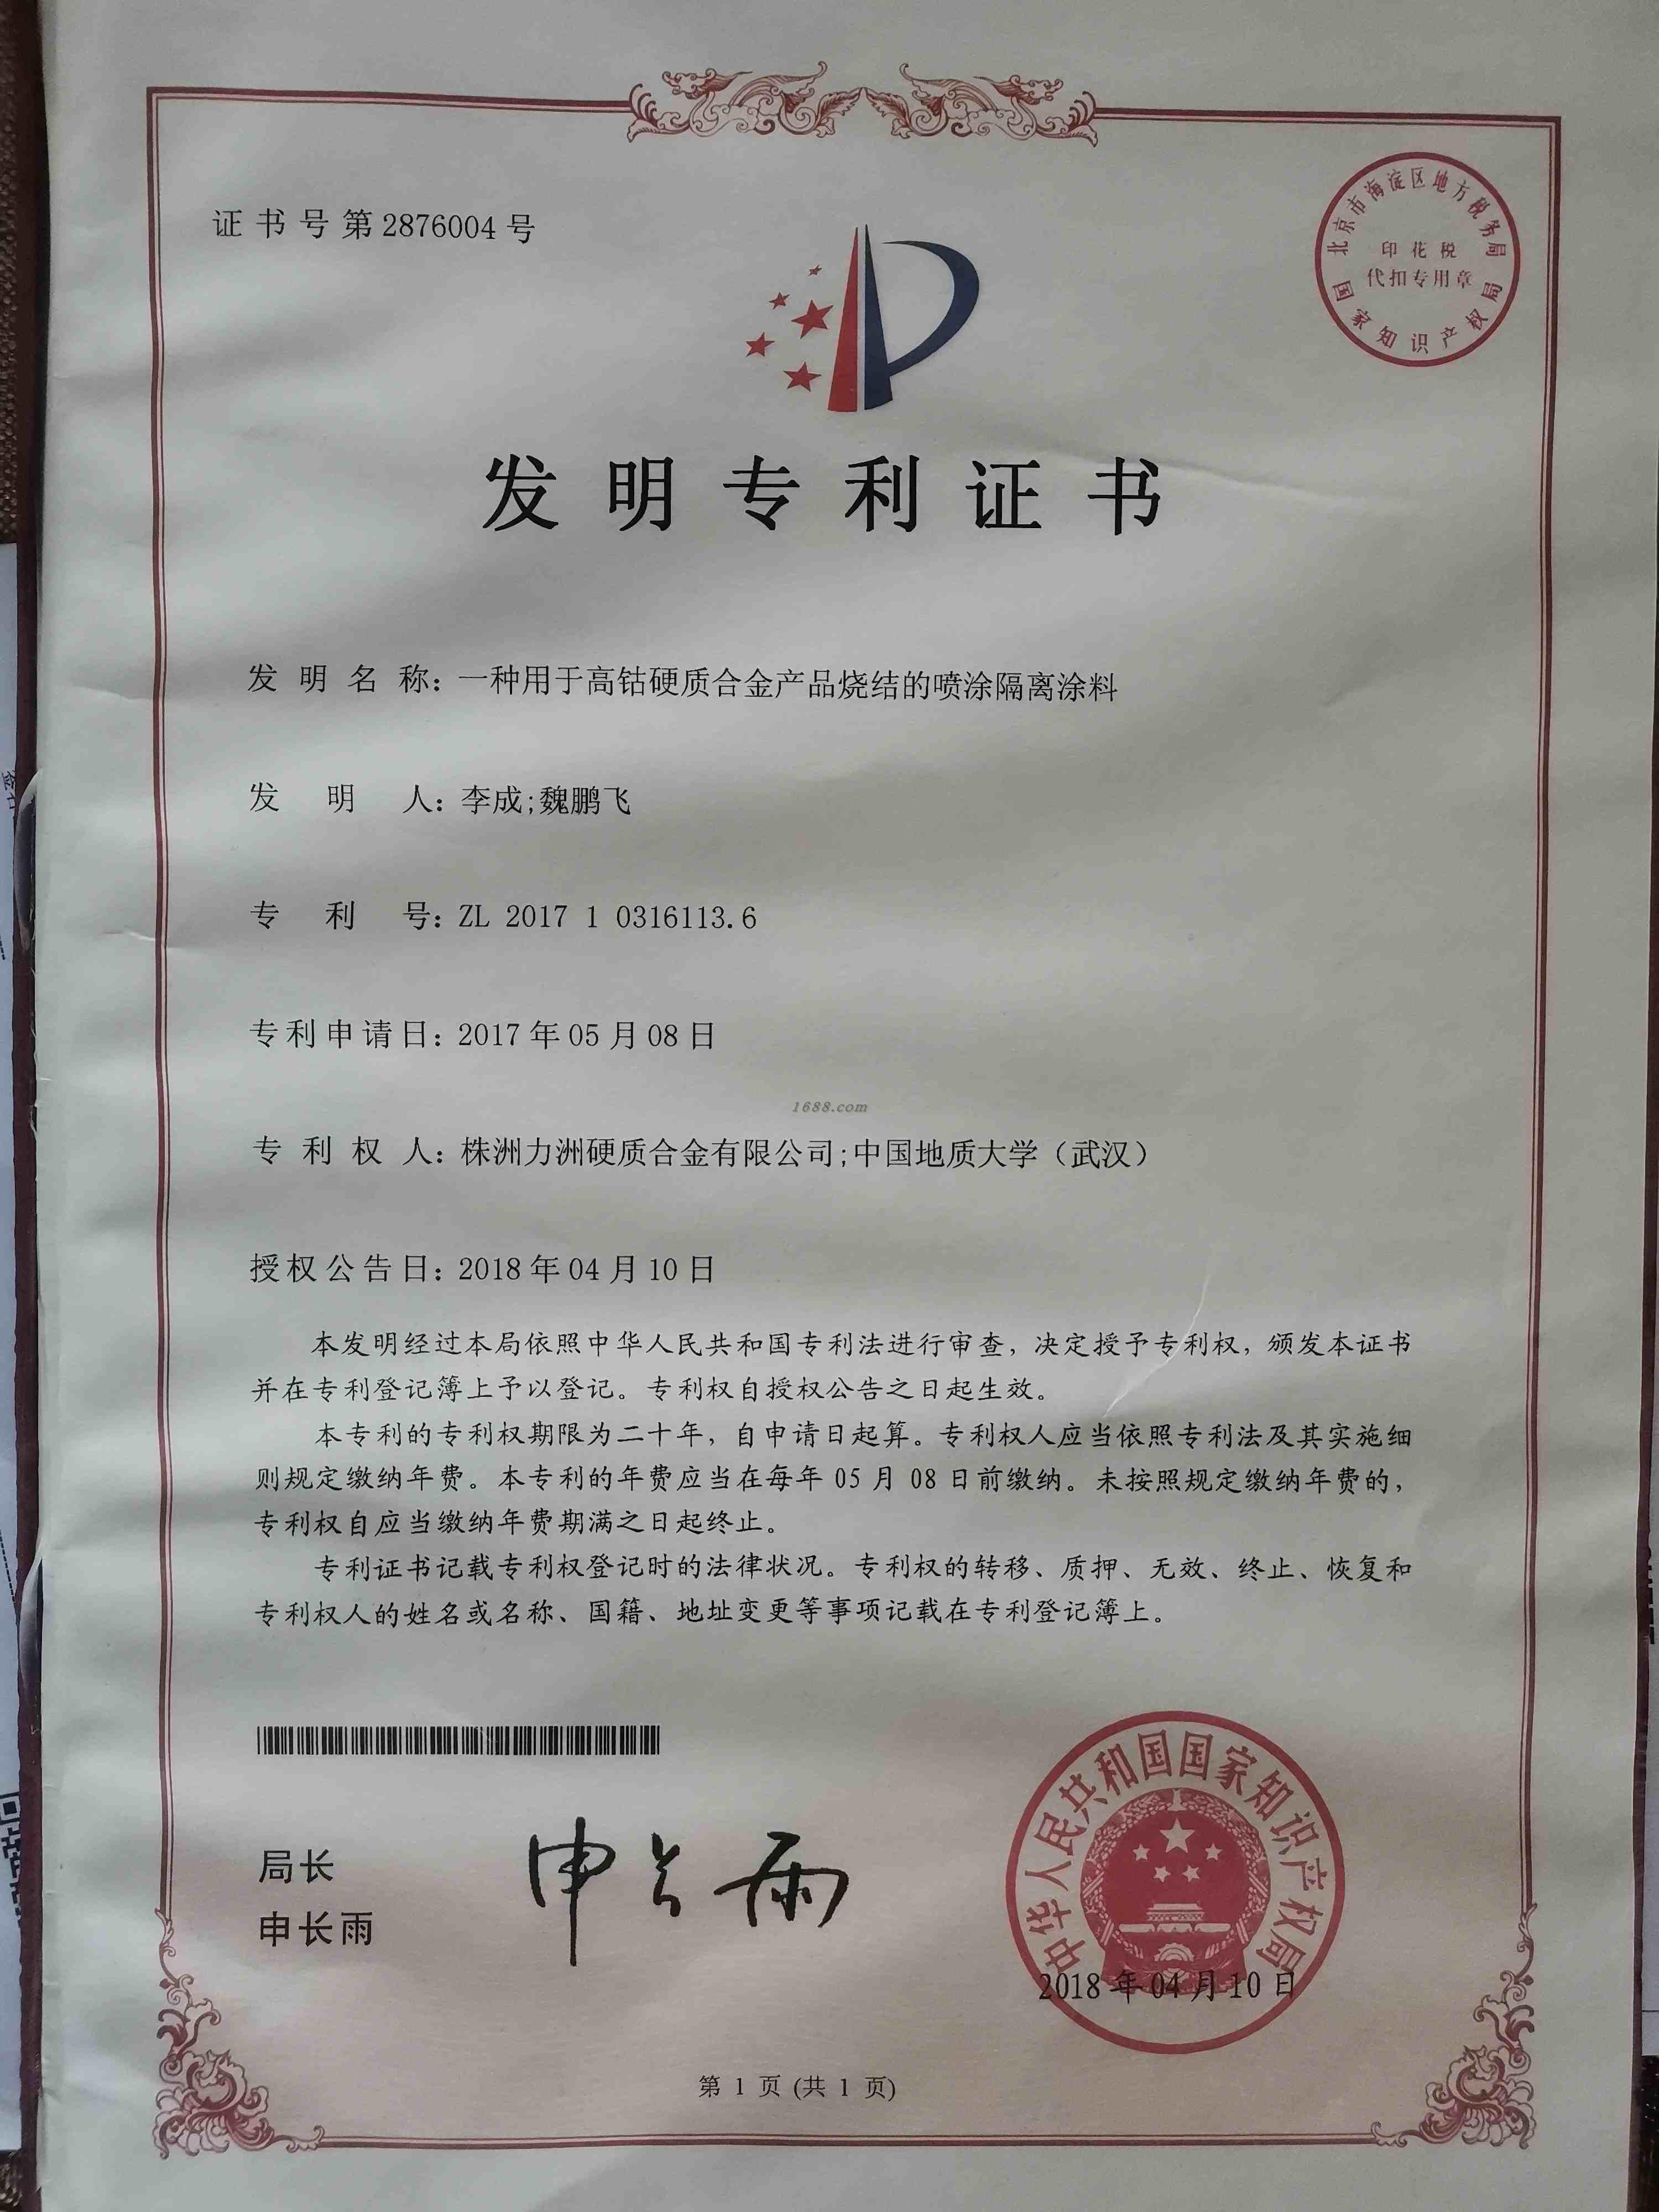 证书号第2876004号
北京市海淀区地方税务局
印花税
代扣专用章
国家知识产权局
发明专利证书
发明名称：一种用于高钴硬质合金产品烧结的喷涂隔离涂料
发明人：李成;魏鹏飞
专利号：ZL 2017 1 0316113.6
专利申请日：2017年05月08日
1688.com
专利权人：株洲力洲硬质合金有限公司;中国地质大学（武汉）
授权公告日：2018年04月10日
本发明经过本局依照中华人民共和国专利法进行审查，决定授予专利权，颁发本证书
并在专利登记簿上予以登记。专利权自授权公告之日起生效。
本专利的专利权期限为二十年，自申请日起算。专利权人应当依照专利法及其实施细
则规定缴纳年费。本专利的年费应当在每年05月08日前缴纳。未按照规定缴纳年费的，
专利权自应当缴纳年费期满之日起终止。
专利证书记载专利权登记时的法律状况。专利权的转移、质押、无效、终止、恢复和
专利权人的姓名或名称、国籍、地址变更等事项记载在专利登记簿上。
局长
申长雨
申长雨
中华人民共和国国家知识产权局
2018年04月10日
第 1 页 (共 1 页)